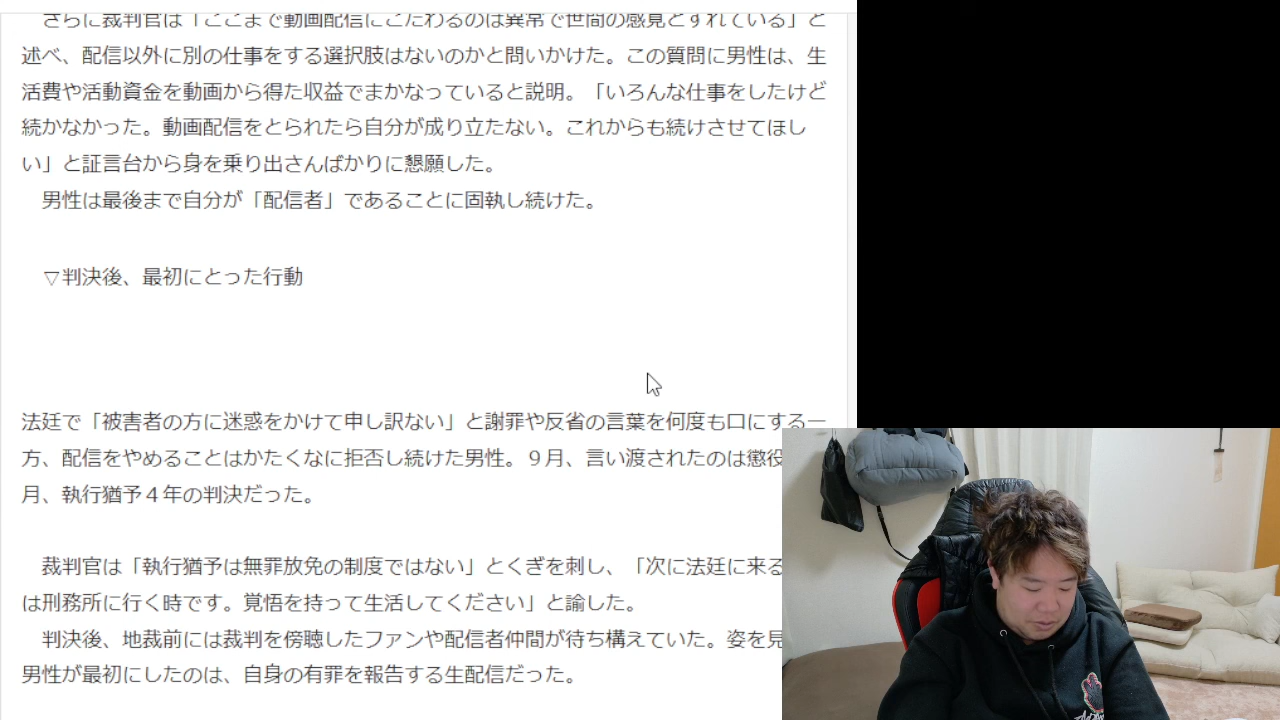 さらに裁判官は「ここまで動画配信にこだわるのは異常で世間の感覚とずれている」と
述べ、配信以外に別の仕事をする選択肢はないのかと問いかけた。この質問に男性は、生
活費や活動資金を動画から得た収益でまかなっていると説明。「いろんな仕事をしたけど
続かなかった。動画配信をとられたら自分が成り立たない。これからも続けさせてほし
い」と証言台から身を乗り出さんばかりに懇願した。
男性は最後まで自分が「配信者」であることに固執し続けた。
▽判決後、最初にとった行動
法廷で「被害者の方に迷惑をかけて申し訳ない」と謝罪や反省の言葉を何度も口にする一
方、配信をやめることはかたくなに拒否し続けた男性。９月、言い渡されたのは懲役
月、執行猶予４年の判決だった。
裁判官は「執行猶予は無罪放免の制度ではない」とくぎを刺し、「次に法廷に来る
は刑務所に行く時です。覚悟を持って生活してください」と諭した。
判決後、地裁前には裁判を傍聴したファンや配信者仲間が待ち構えていた。姿を見
男性が最初にしたのは、自身の有罪を報告する生配信だった。